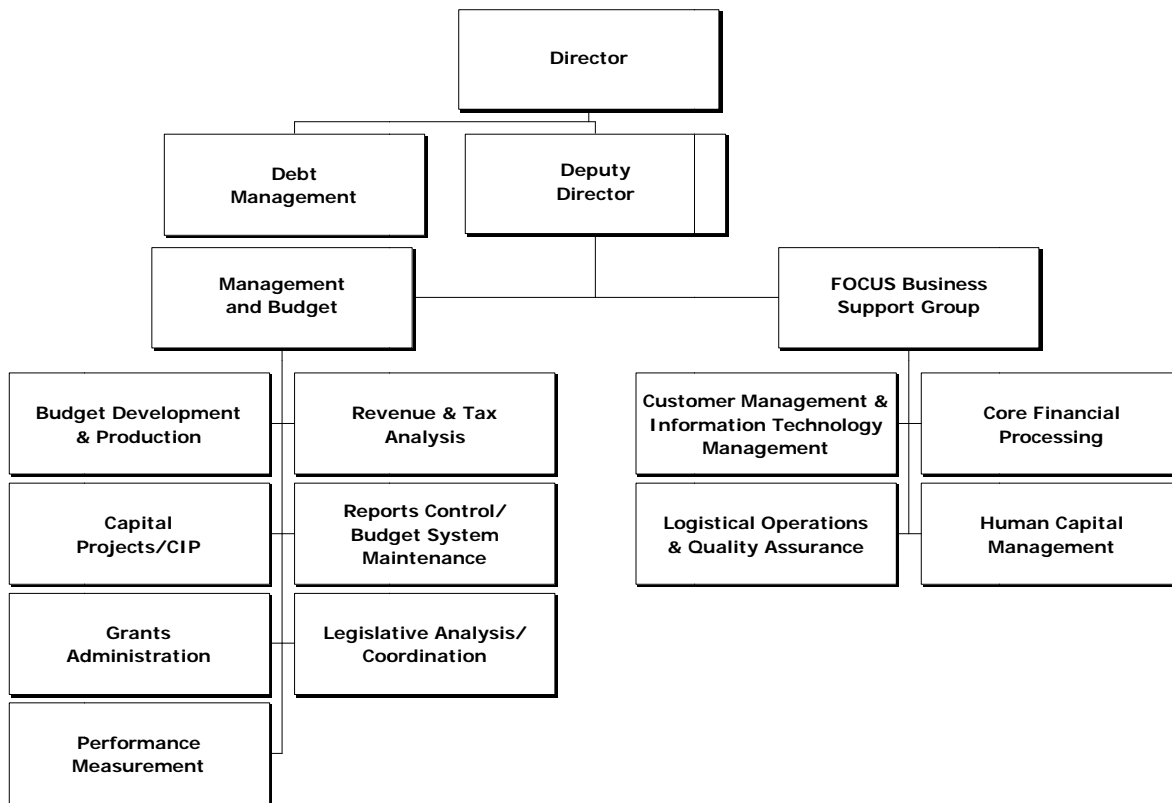 Director
Debt
Management
Deputy
Director
Management
and Budget
FOCUS Business
Support Group
Budget Development
& Production
Revenue & Tax
Analysis
Customer Management &
Information Technology
Management
Core Financial
Processing
Capital
Projects/CIP
Reports Control/
Budget System
Maintenance
Logistical Operations
& Quality Assurance
Human Capital
Management
Grants
Administration
Legislative Analysis/
Coordination
Performance
Measurement